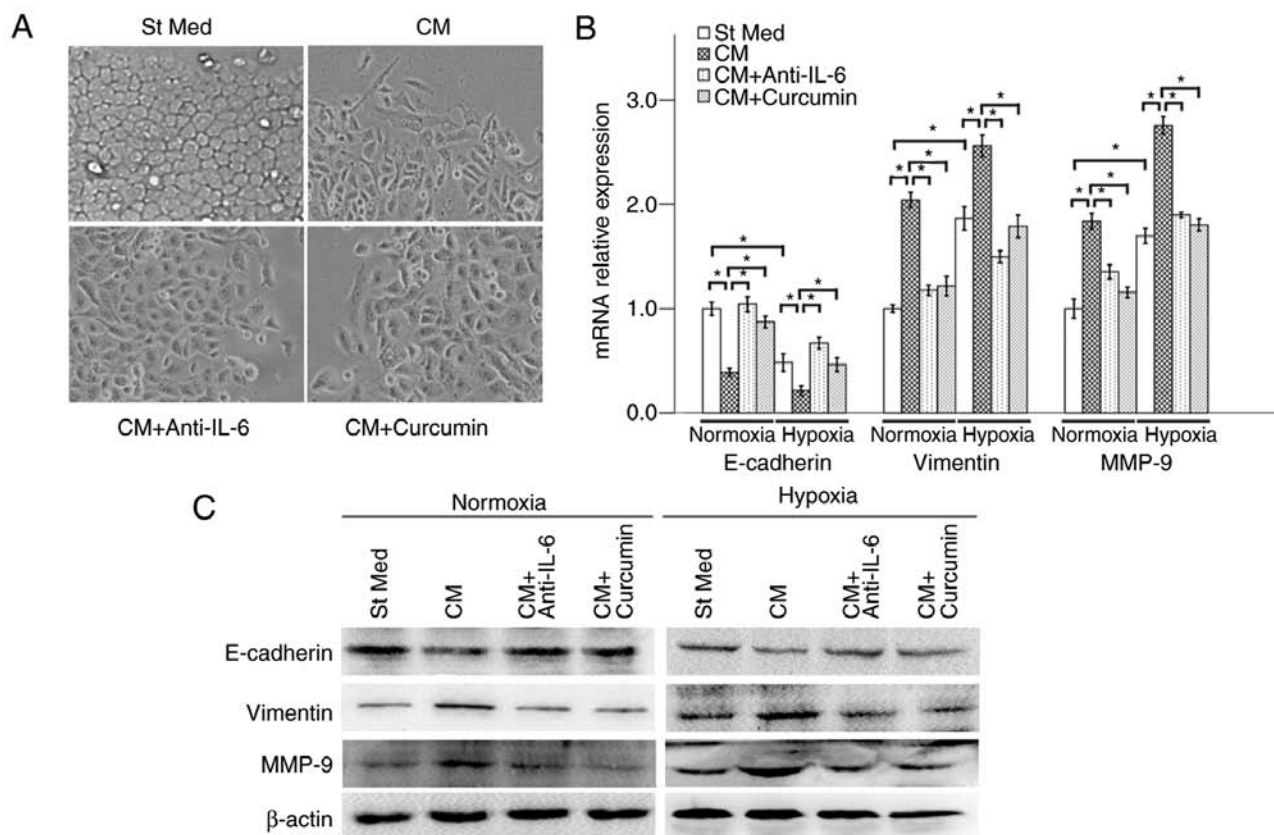 A
St Med
CM
CM+Anti-IL-6
CM+Curcumin
B
St Med
CM
CM+Anti-IL-6
CM+Curcumin
mRNA relative expression
3.0
2.0
1.0
0.0
* * * * * * *
* * * * * * *
* * * * * * *
Normoxia Hypoxia
E-cadherin
Normoxia Hypoxia
Vimentin
Normoxia Hypoxia
MMP-9
C
Normoxia
Hypoxia
St Med
CM
CM+
Anti-IL-6
CM+
Curcumin
St Med
CM
CM+
Anti-IL-6
CM+
Curcumin
E-cadherin
Vimentin
MMP-9
β-actin